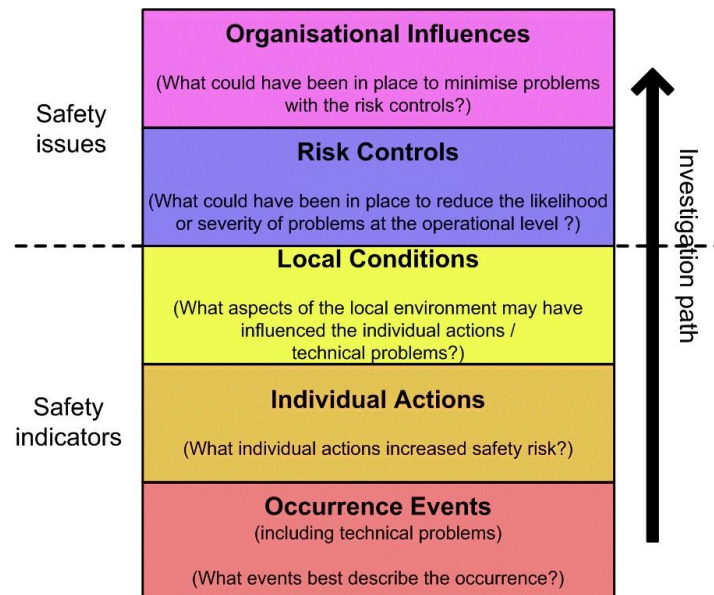 Organisational Influences
(What could have been in place to minimise problems
with the risk controls?)
Safety
issues
Risk Controls
(What could have been in place to reduce the likelihood
or severity of problems at the operational level ?)
Local Conditions
(What aspects of the local environment may have
influenced the individual actions /
technical problems?)
Safety
indicators
Individual Actions
(What individual actions increased safety risk?)
Occurrence Events
(including technical problems)
(What events best describe the occurrence?)
Investigation path